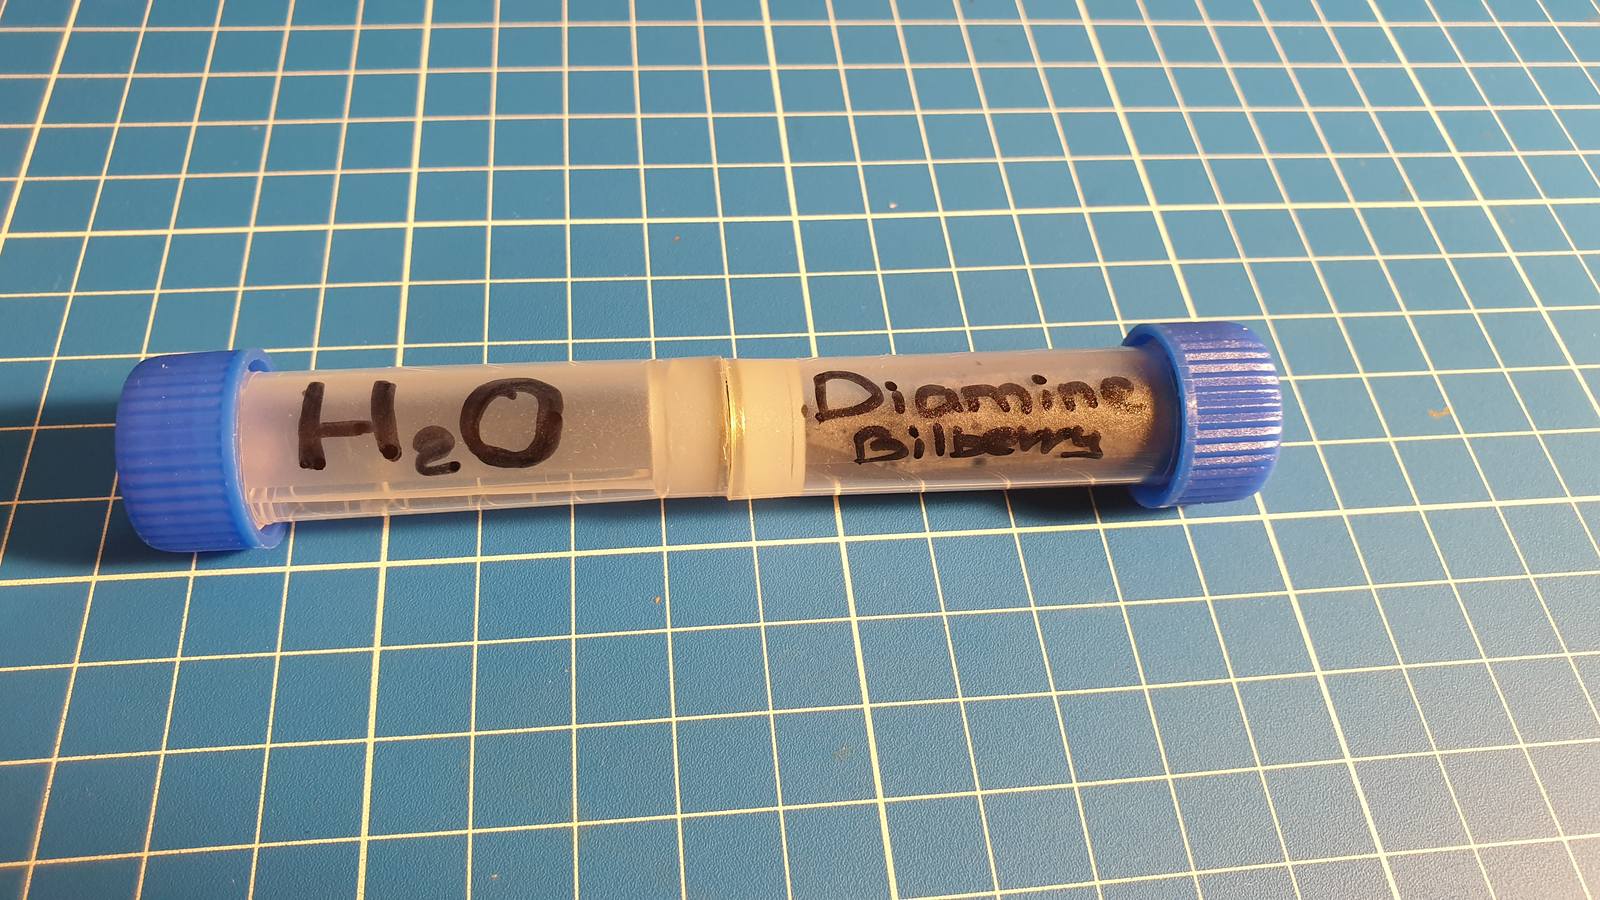 H₂O
Diamine
Bilberry